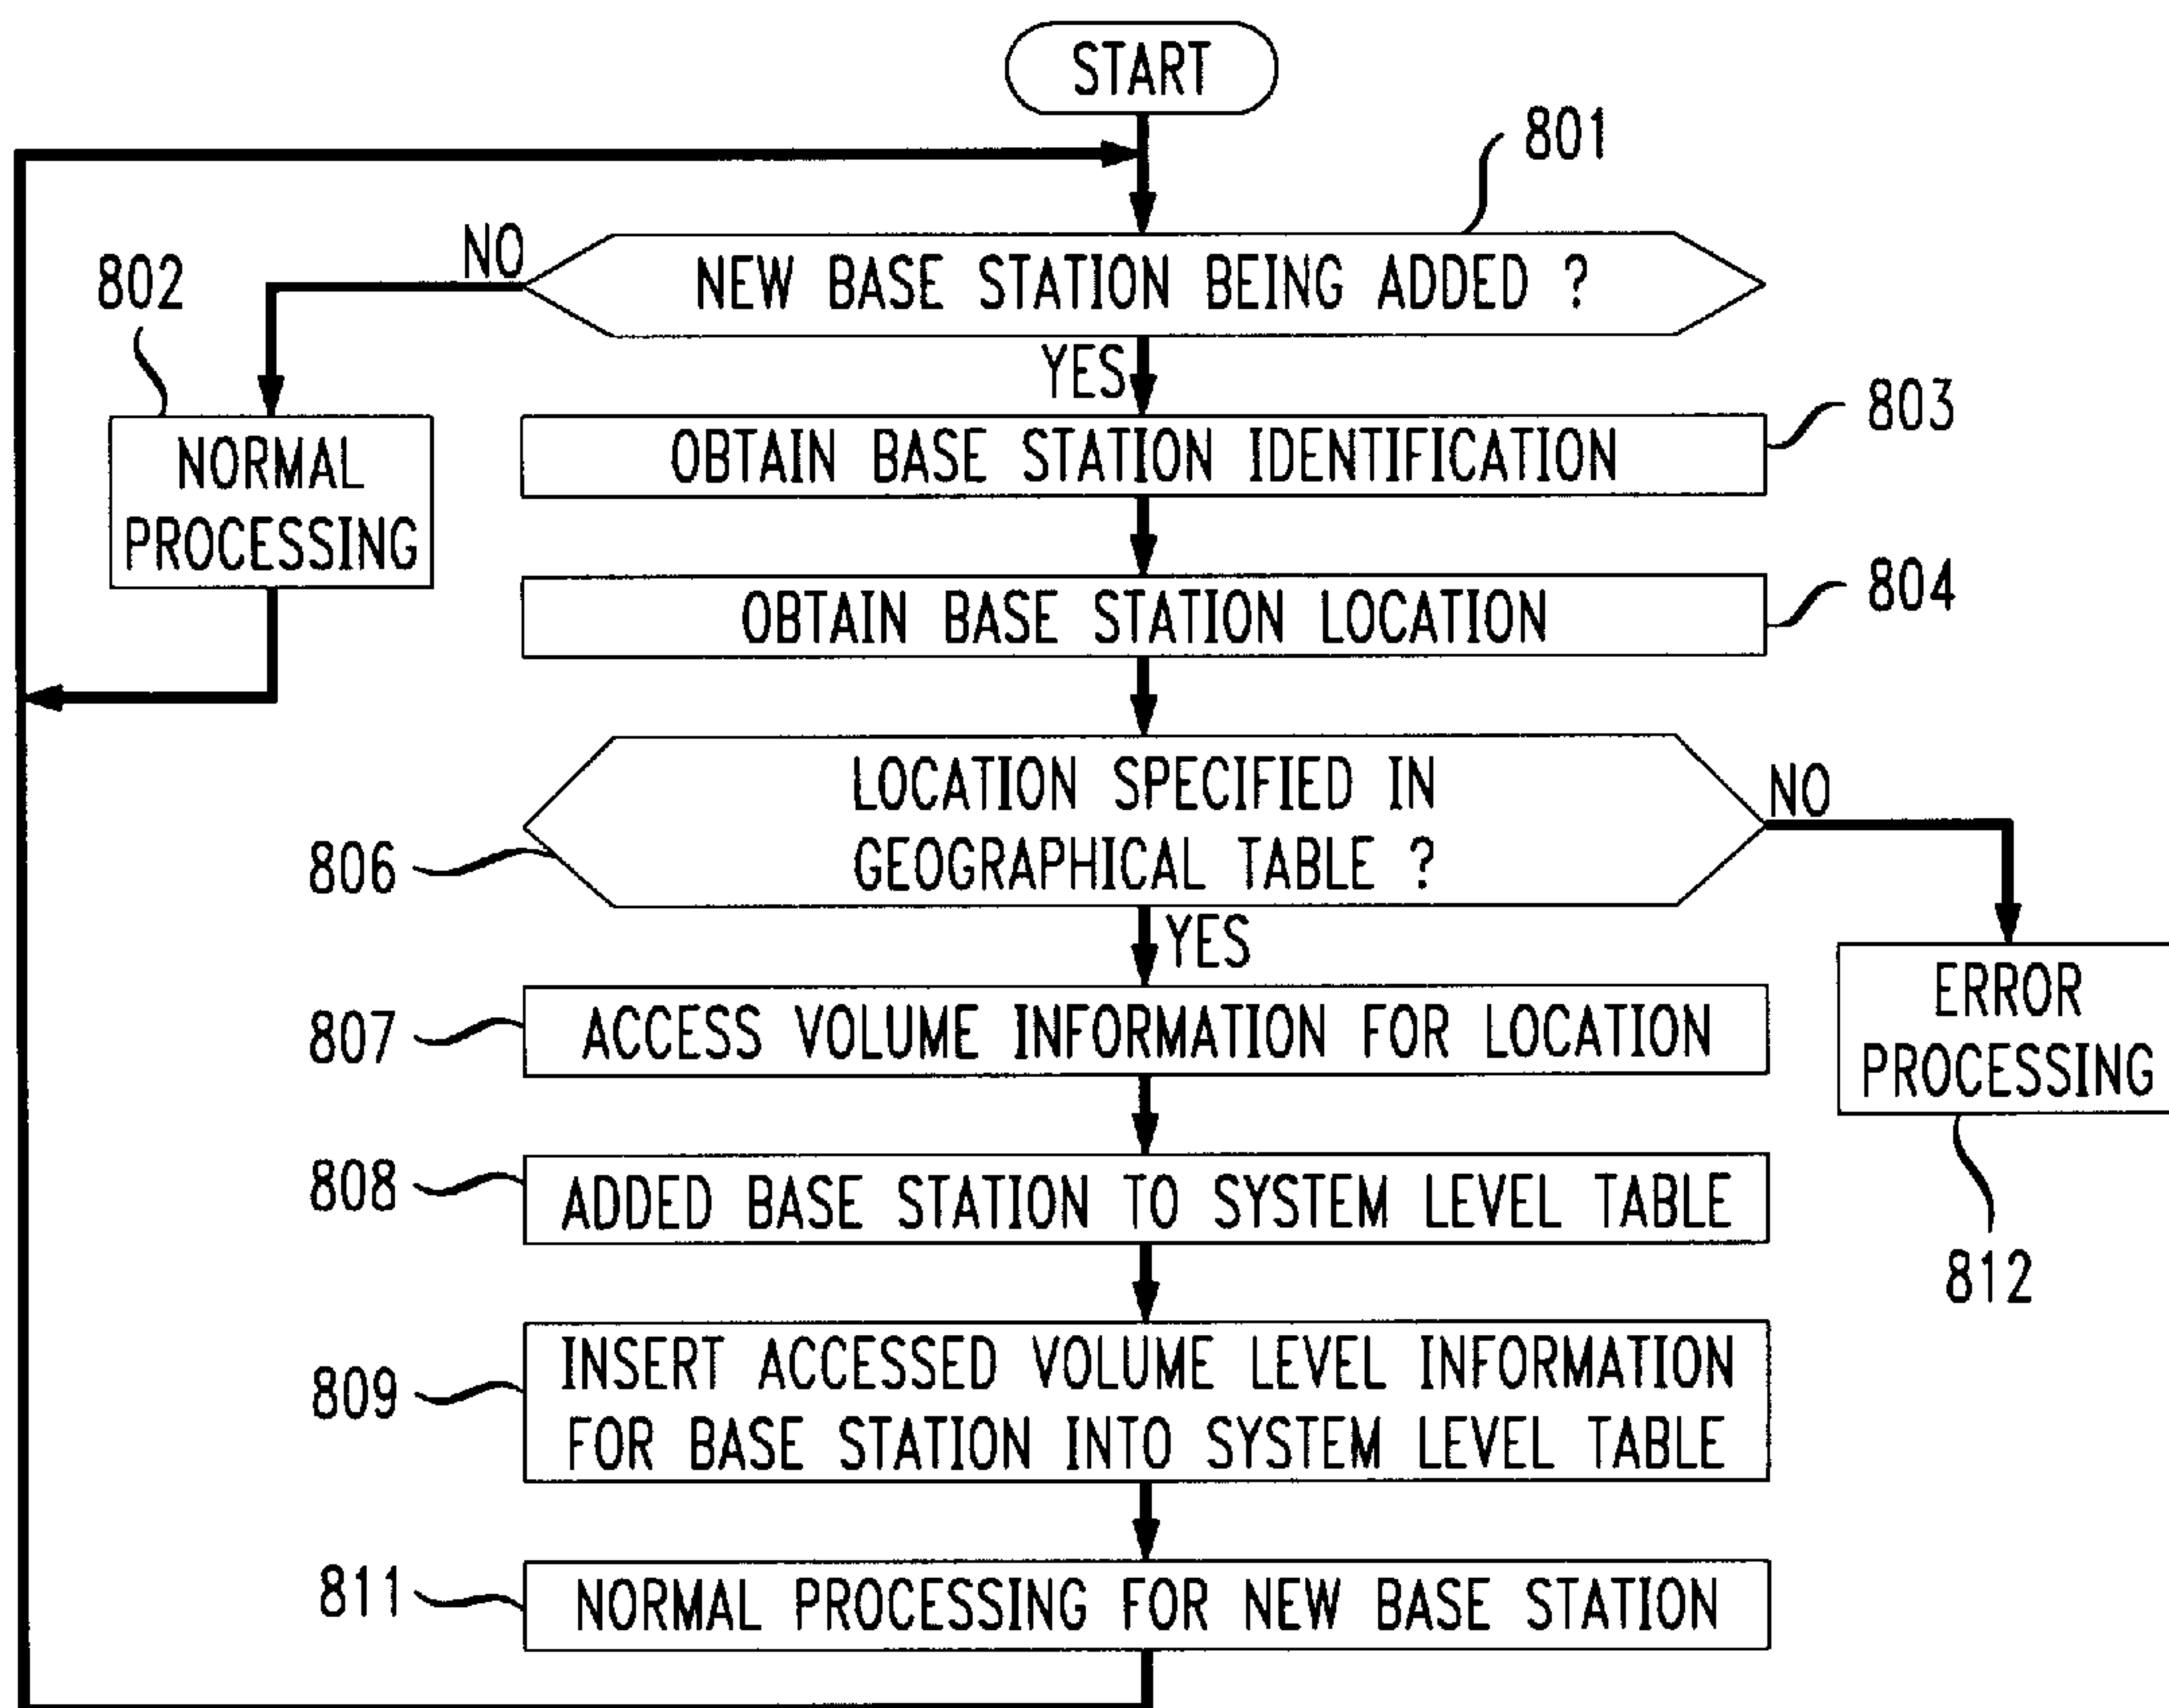 START
801
NO
NEW BASE STATION BEING ADDED ?
802
YES
803
NORMAL
PROCESSING
OBTAIN BASE STATION IDENTIFICATION
804
OBTAIN BASE STATION LOCATION
LOCATION SPECIFIED IN
GEOGRAPHICAL TABLE ?
NO
806
YES
ERROR
PROCESSING
807
ACCESS VOLUME INFORMATION FOR LOCATION
808
ADDED BASE STATION TO SYSTEM LEVEL TABLE
812
809
INSERT ACCESSED VOLUME LEVEL INFORMATION
FOR BASE STATION INTO SYSTEM LEVEL TABLE
811
NORMAL PROCESSING FOR NEW BASE STATION